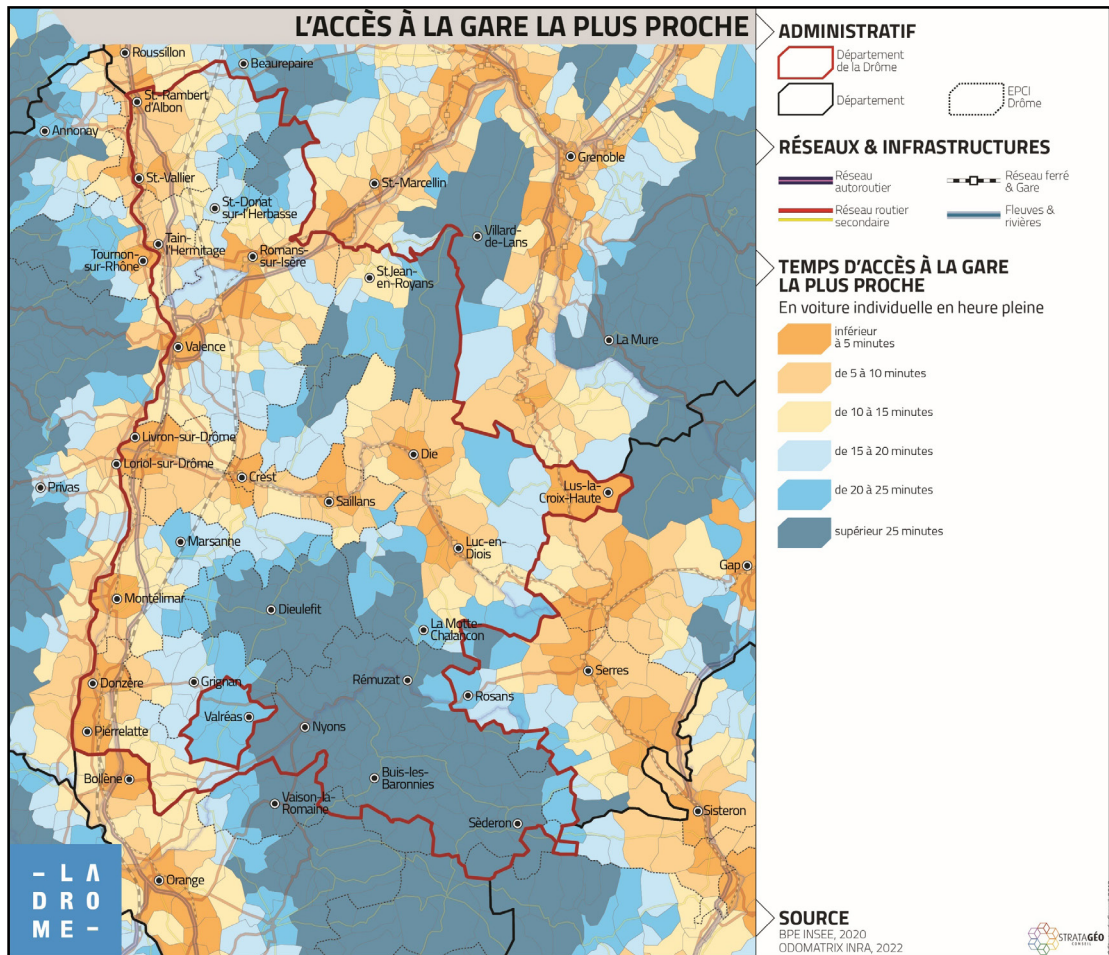 L'ACCÈS À LA GARE LA PLUS PROCHE
Roussillon
Beaurepaire
St.-Rambert
d'Albon
Annonay
Grenoble
St.-Vallier
St.-Marcellin
St.-Donat
sur-l'Herbasse
Villard-
de-Lans
Tain-
l'Hermitage
Tournon-
sur-Rhône
Romans-
sur-Isère
St.Jean-
en-Royans
La Mure
Valence
Livron-sur-Drôme
Die
Loriol-sur-Drôme
Crest
Privas
Saillans
Lus-la-
Croix-Haute
Marsanne
Luc-en-
Diois
Gap
Montélimar
Dieulefit
La Motte
Chalancon
Serres
Donzère
Grignan
Rémuzat
Rosans
Valréas
Nyons
Pierrelatte
Bollène
Buis-les-
Baronnies
Vaison-la-
Romaine
Sèderon
Sisteron
Orange
- L A
D R O
M E -
ADMINISTRATIF
Département
de la Drôme
Département
EPCI
Drôme
RÉSEAUX & INFRASTRUCTURES
Réseau
autoroutier
Réseau ferré
& Gare
Réseau routier
secondaire
Fleuves &
rivières
TEMPS D'ACCÈS À LA GARE
LA PLUS PROCHE
En voiture individuelle en heure pleine
inférieur
à 5 minutes
de 5 à 10 minutes
de 10 à 15 minutes
de 15 à 20 minutes
de 20 à 25 minutes
supérieur 25 minutes
SOURCE
BPE INSEE, 2020
ODOMATRIX INRA, 2022
STRATAGÉO
CONSEIL